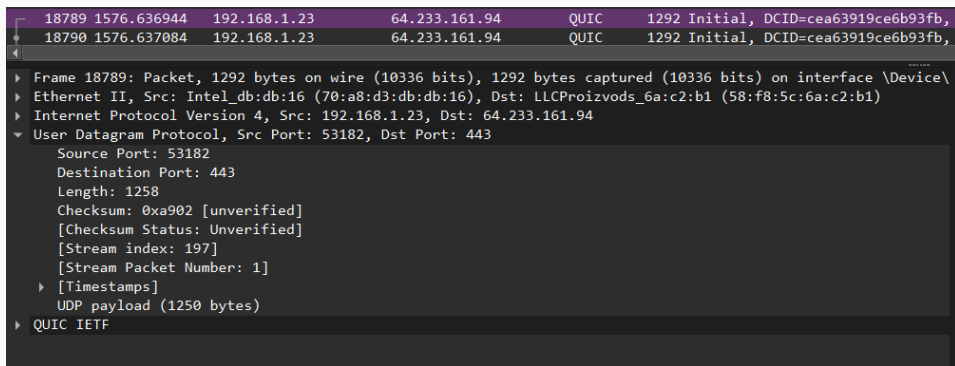 18789 1576.636944 192.168.1.23 64.233.161.94 QUIC 1292 Initial, DCID=cea63919ce6b93fb,
18790 1576.637084 192.168.1.23 64.233.161.94 QUIC 1292 Initial, DCID=cea63919ce6b93fb,
Frame 18789: Packet, 1292 bytes on wire (10336 bits), 1292 bytes captured (10336 bits) on interface \Device\
Ethernet II, Src: Intel_db:db:16 (70:a8:d3:db:db:16), Dst: LLCProizvods_6a:c2:b1 (58:f8:5c:6a:c2:b1)
Internet Protocol Version 4, Src: 192.168.1.23, Dst: 64.233.161.94
User Datagram Protocol, Src Port: 53182, Dst Port: 443
Source Port: 53182
Destination Port: 443
Length: 1258
Checksum: 0xa902 [unverified]
[Checksum Status: Unverified]
[Stream index: 197]
[Stream Packet Number: 1]
[Timestamps]
UDP payload (1250 bytes)
QUIC IETF